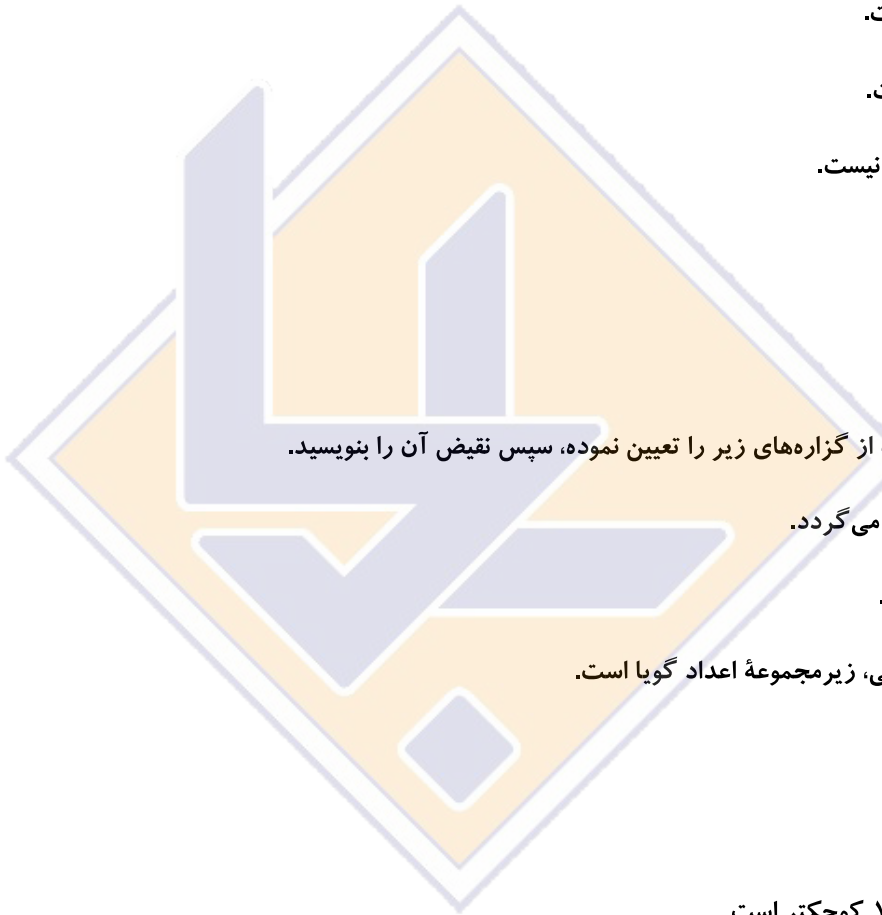 ت.
ت.
نیست.
از گزاره‌های زیر را تعیین نموده، سپس نقیض آن را بنویسید.
می‌گردد.
.
ی، زیرمجموعهٔ اعداد گویا است.
کوچکتر است